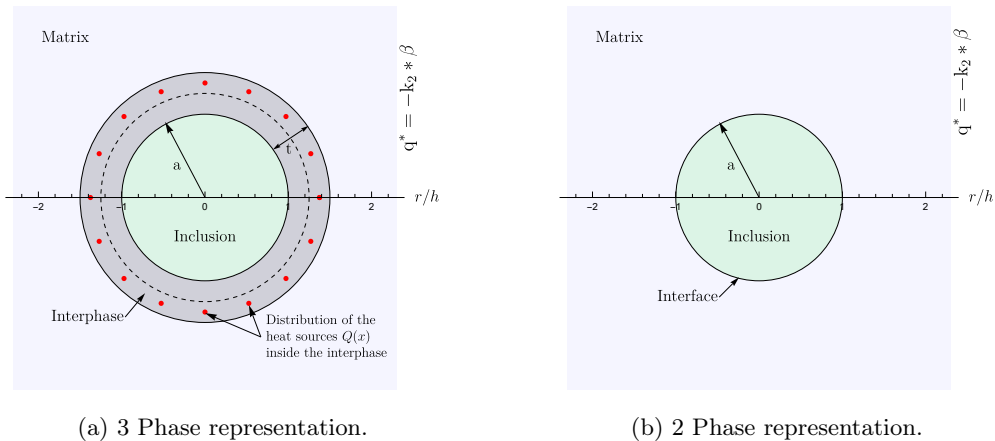 Matrix
q* = −k₂ * β
a
t
r/h
−2
−1
0
1
2
Inclusion
Interphase
Distribution of the
heat sources Q(x)
inside the interphase
(a) 3 Phase representation.
Matrix
q* = −k₂ * β
a
r/h
−2
−1
0
1
2
Inclusion
Interface
(b) 2 Phase representation.